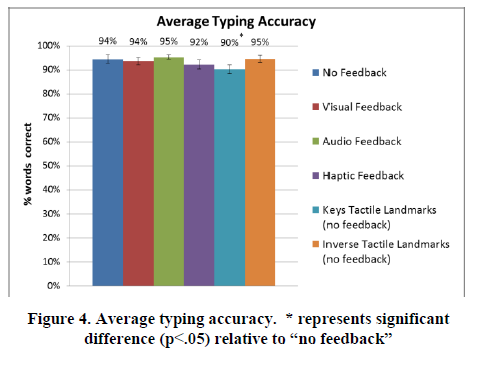 Average Typing Accuracy
94% 94% 95% 92% 90%* 95%
100%
90%
80%
70%
60%
50%
40%
30%
20%
10%
0%
% words correct
No Feedback
Visual Feedback
Audio Feedback
Haptic Feedback
Keys Tactile Landmarks
(no feedback)
Inverse Tactile Landmarks
(no feedback)
Figure 4. Average typing accuracy. * represents significant
difference (p<.05) relative to “no feedback”